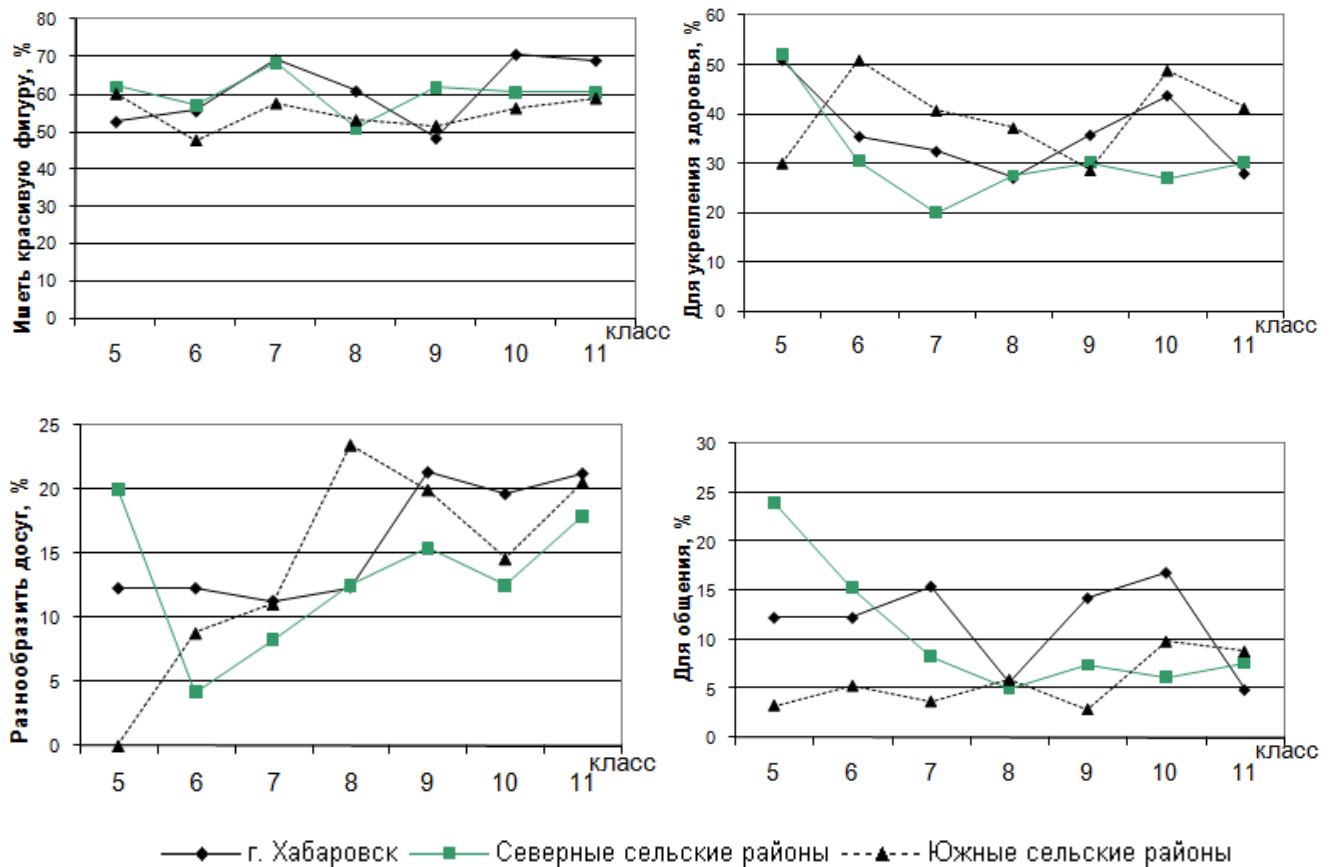 Ишеть красивую фигуру, %
80
70
60
50
40
30
20
10
0
5 6 7 8 9 10 11
класс
Для укрепления здоровья, %
60
50
40
30
20
10
0
5 6 7 8 9 10 11
класс
Разнообразить досуг, %
25
20
15
10
5
0
5 6 7 8 9 10 11
класс
Для общения, %
30
25
20
15
10
5
0
5 6 7 8 9 10 11
класс
г. Хабаровск Северные сельские районы Южные сельские районы